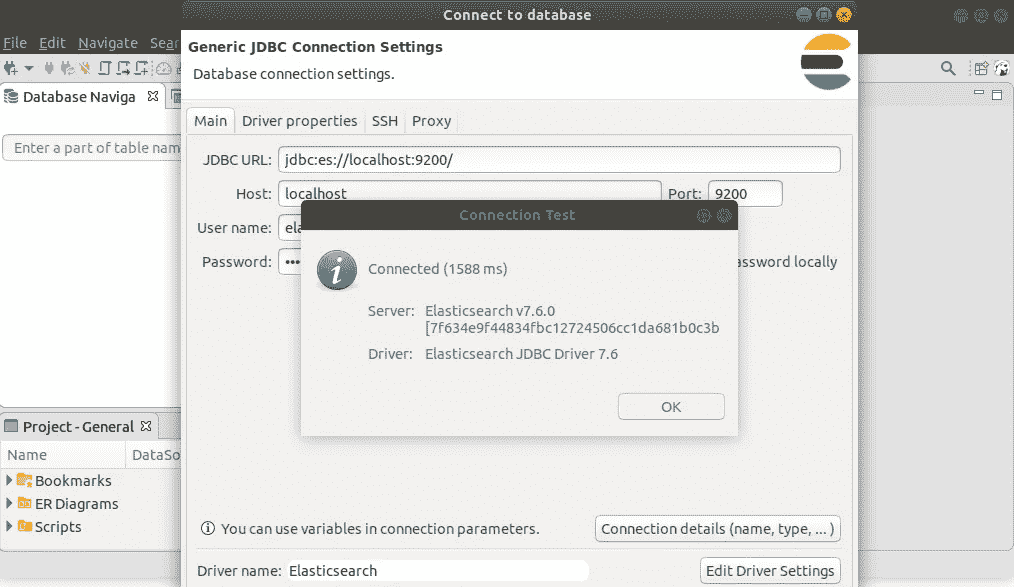 Connect to database
File Edit Navigate Sear
Generic JDBC Connection Settings
Database connection settings.
Database Naviga
Enter a part of table nam
Main Driver properties SSH Proxy
JDBC URL: jdbc:es://localhost:9200/
Host: localhost Port: 9200
User name: ela
Password: assword locally
Connection Test
Connected (1588 ms)
Server: Elasticsearch v7.6.0
[7f634e9f44834fbc12724506cc1da681b0c3b
Driver: Elasticsearch JDBC Driver 7.6
OK
Project - General
Name DataSo
Bookmarks
ER Diagrams
Scripts
You can use variables in connection parameters. Connection details (name, type, ... )
Driver name: Elasticsearch Edit Driver Settings